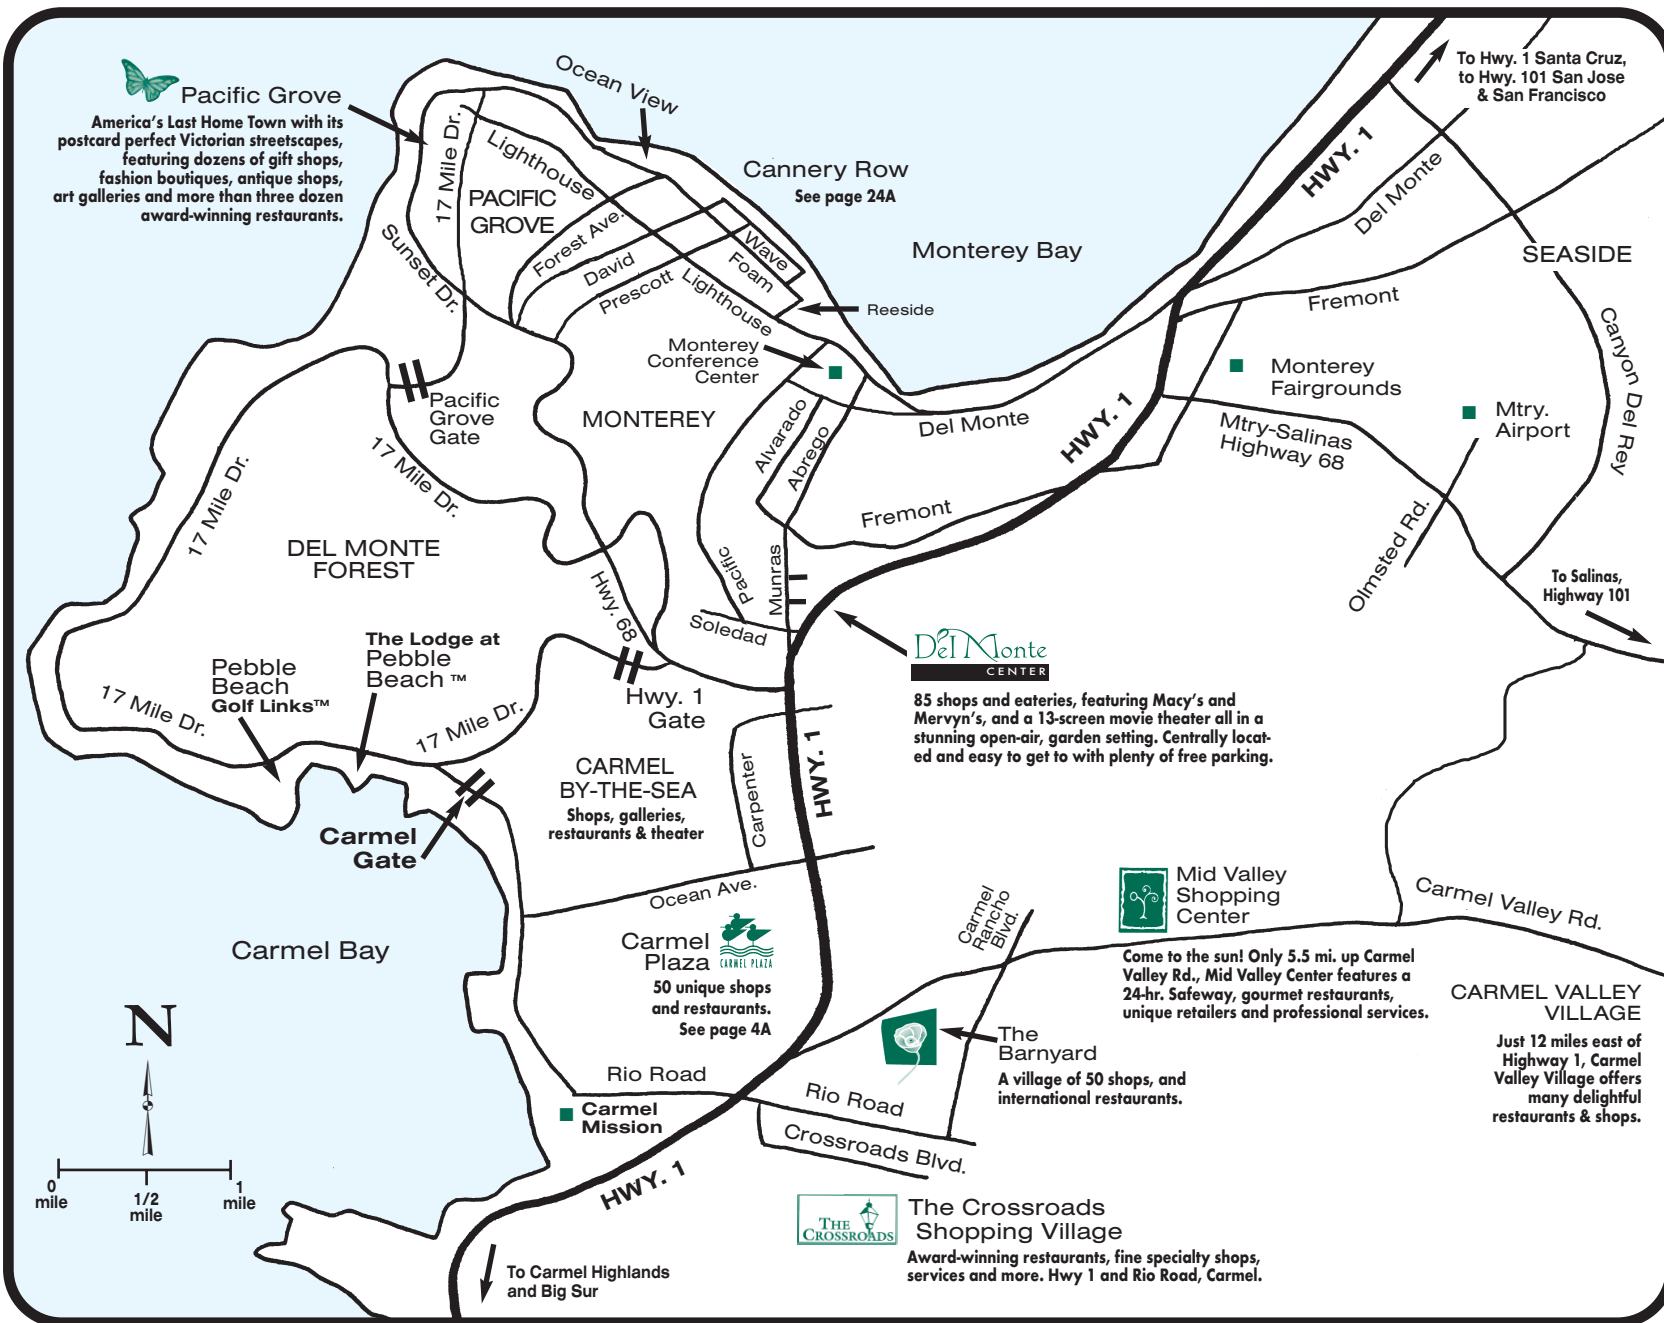 Pacific Grove
America's Last Home Town with its
postcard perfect Victorian streetscapes,
featuring dozens of gift shops,
fashion boutiques, antique shops,
art galleries and more than three dozen
award-winning restaurants.
Ocean View
Cannery Row
See page 24A
Monterey Bay
To Hwy. 1 Santa Cruz,
to Hwy. 101 San Jose
& San Francisco
HWY. 1
Del Monte
SEASIDE
Fremont
Canyon Del Rey
17 Mile Dr.
Lighthouse
PACIFIC
GROVE
Sunset Dr.
Forest Ave.
David
Prescott
Wave
Foam
Lighthouse
Reeside
Monterey
Conference
Center
Monterey
Fairgrounds
Mtry.
Airport
Mtry-Salinas
Highway 68
Olmsted Rd.
To Salinas,
Highway 101
Pacific
Grove
Gate
MONTEREY
Alvarado
Abrego
Del Monte
HWY. 1
Fremont
17 Mile Dr.
17 Mile Dr.
DEL MONTE
FOREST
Hwy. 68
Pacific
Munras
Soledad
Del Monte
CENTER
85 shops and eateries, featuring Macy's and
Mervyn's, and a 13-screen movie theater all in a
stunning open-air, garden setting. Centrally locat-
ed and easy to get to with plenty of free parking.
The Lodge at
Pebble
Beach ™
Pebble
Beach
Golf Links™
17 Mile Dr.
17 Mile Dr.
Hwy. 1
Gate
CARMEL
BY-THE-SEA
Shops, galleries,
restaurants & theater
Carpenter
HWY. 1
Carmel
Gate
Ocean Ave.
Carmel Bay
Carmel
Plaza
CARMEL PLAZA
50 unique shops
and restaurants.
See page 4A
Carmel
Rancho
Blvd.
Mid Valley
Shopping
Center
Come to the sun! Only 5.5 mi. up Carmel
Valley Rd., Mid Valley Center features a
24-hr. Safeway, gourmet restaurants,
unique retailers and professional services.
Carmel Valley Rd.
CARMEL VALLEY
VILLAGE
Just 12 miles east of
Highway 1, Carmel
Valley Village offers
many delightful
restaurants & shops.
The
Barnyard
A village of 50 shops, and
international restaurants.
Rio Road
Rio Road
Crossroads Blvd.
Carmel
Mission
HWY. 1
N
0
mile
1/2
mile
1
mile
THE
CROSSROADS
The Crossroads
Shopping Village
Award-winning restaurants, fine specialty shops,
services and more. Hwy 1 and Rio Road, Carmel.
To Carmel Highlands
and Big Sur